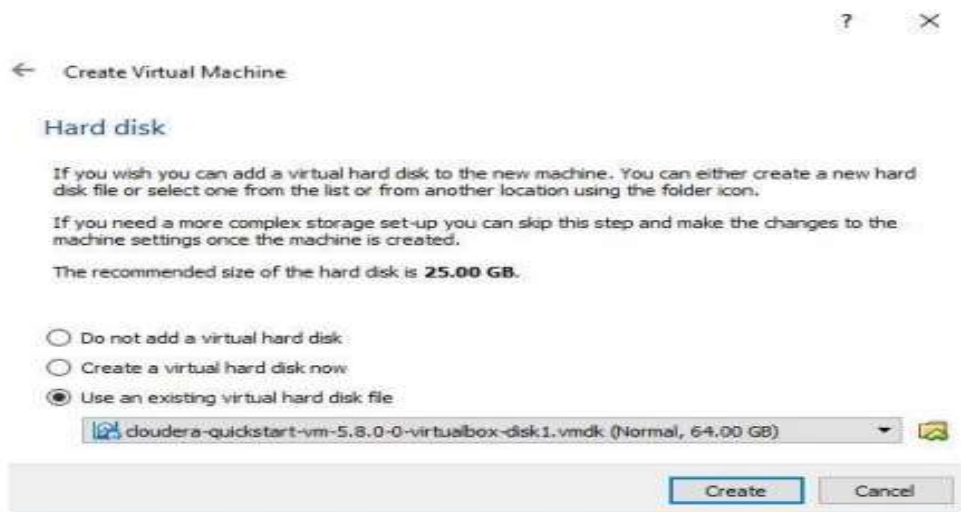 ?
Create Virtual Machine
Hard disk
If you wish you can add a virtual hard disk to the new machine. You can either create a new hard
disk file or select one from the list or from another location using the folder icon.
If you need a more complex storage set-up you can skip this step and make the changes to the
machine settings once the machine is created.
The recommended size of the hard disk is 25.00 GB.
Do not add a virtual hard disk
Create a virtual hard disk now
Use an existing virtual hard disk file
cloudera-quickstart-vm-5.8.0-0-virtualbox-disk1.vmdk (Normal, 64.00 GB)
Create Cancel